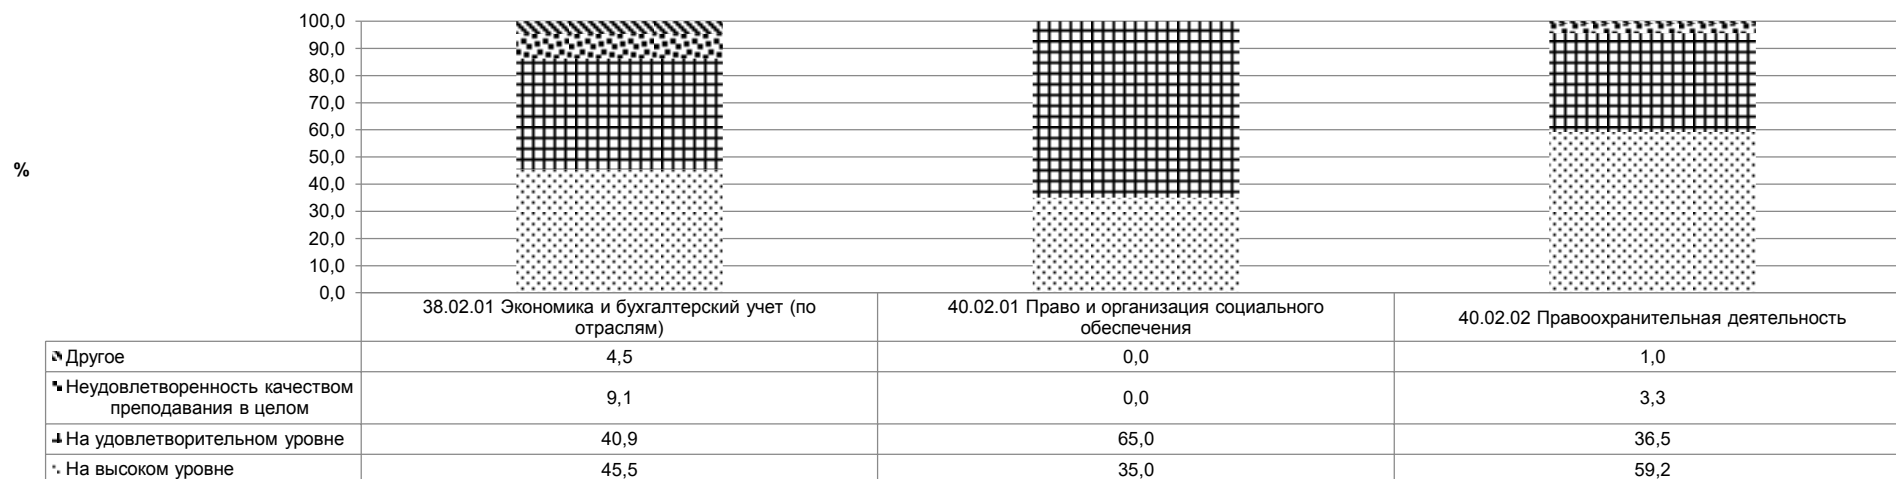 100,0
90,0
80,0
70,0
60,0
50,0
40,0
30,0
20,0
10,0
0,0
%
38.02.01 Экономика и бухгалтерский учет (по
отраслям)
40.02.01 Право и организация социального
обеспечения
40.02.02 Правоохранительная деятельность
Другое
4,5
0,0
1,0
Неудовлетворенность качеством
преподавания в целом
9,1
0,0
3,3
На удовлетворительном уровне
40,9
65,0
36,5
На высоком уровне
45,5
35,0
59,2